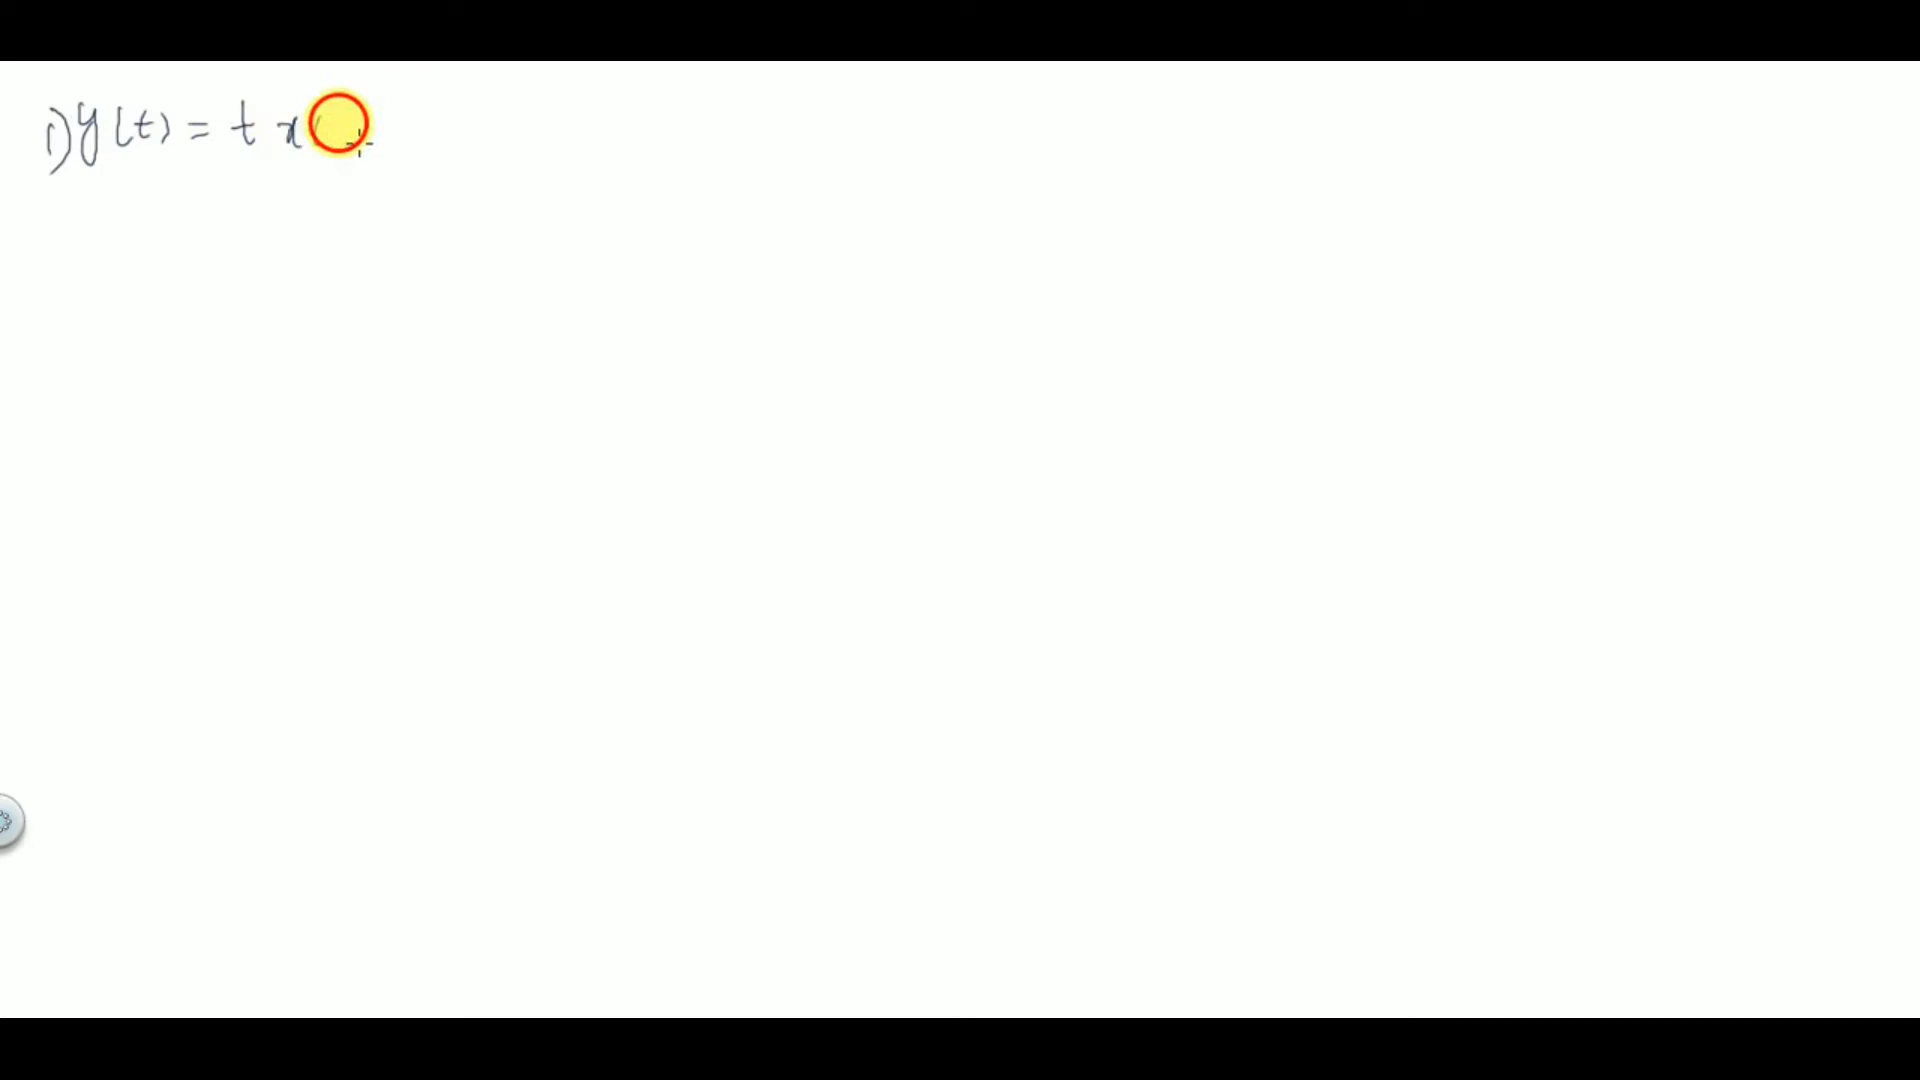 1) y(t) = t x(